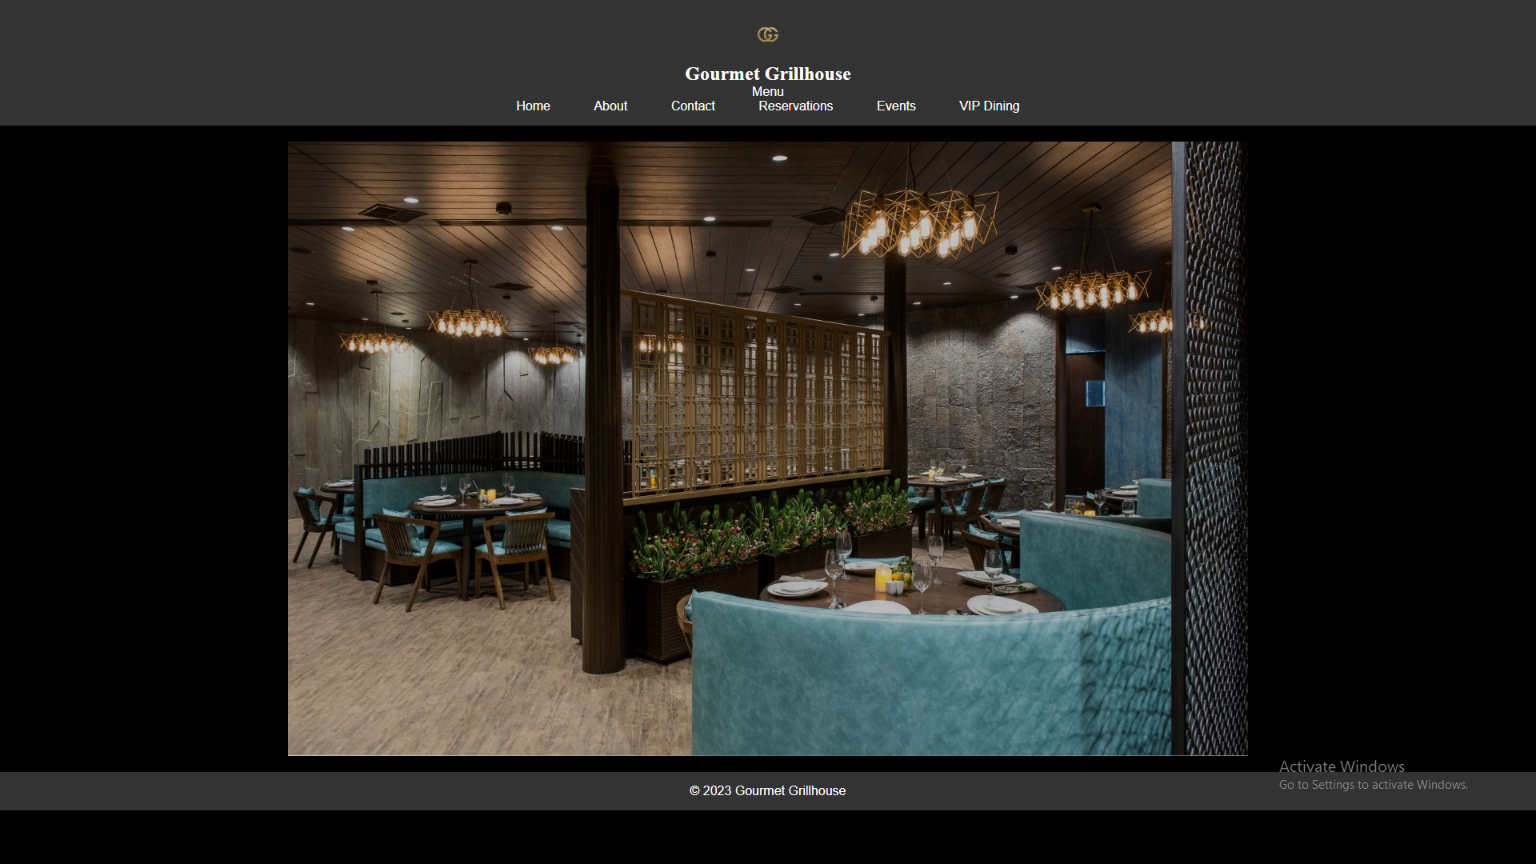 GG
Gourmet Grillhouse
Menu
Home About Contact Reservations Events VIP Dining
Activate Windows
Go to Settings to activate Windows.
© 2023 Gourmet Grillhouse